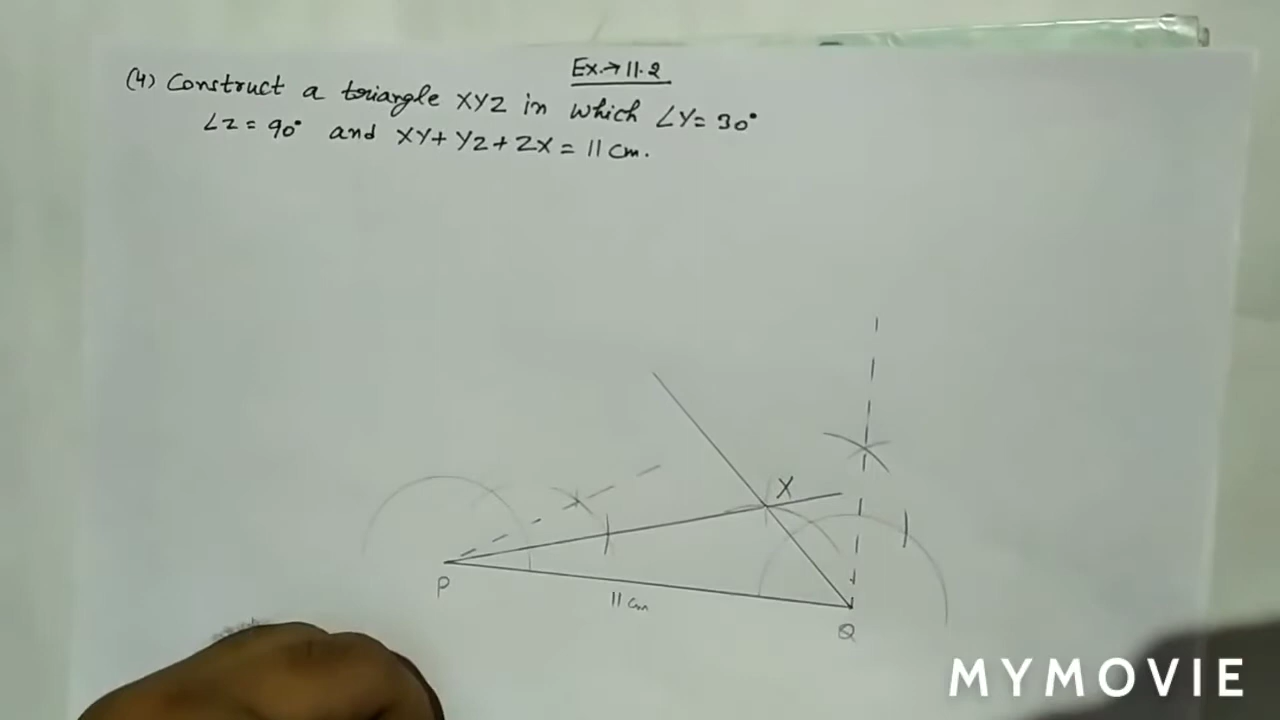 Ex.→11.2
(4) Construct a triangle XYZ in which ∠Y= 30°
∠Z= 90° and XY+ YZ+ ZX = 11 cm.
X
P
11 cm
Q
MYMOVIE